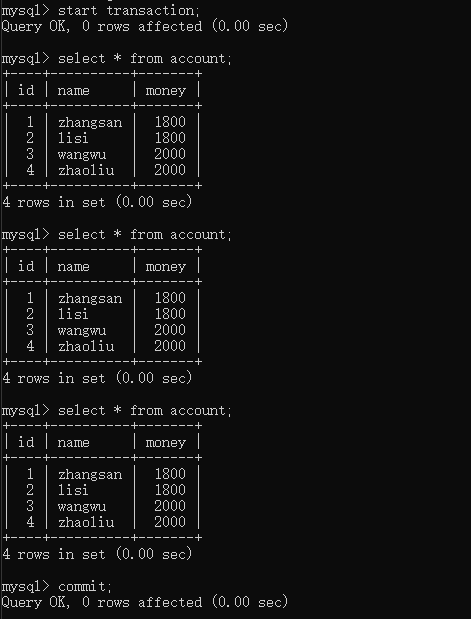 mysql> start transaction;
Query OK, 0 rows affected (0.00 sec)
mysql> select * from account;
+----+----------+-------+
| id | name     | money |
+----+----------+-------+
|  1 | zhangsan |  1800 |
|  2 | lisi     |  1800 |
|  3 | wangwu   |  2000 |
|  4 | zhaoliu  |  2000 |
+----+----------+-------+
4 rows in set (0.00 sec)
mysql> select * from account;
+----+----------+-------+
| id | name     | money |
+----+----------+-------+
|  1 | zhangsan |  1800 |
|  2 | lisi     |  1800 |
|  3 | wangwu   |  2000 |
|  4 | zhaoliu  |  2000 |
+----+----------+-------+
4 rows in set (0.00 sec)
mysql> select * from account;
+----+----------+-------+
| id | name     | money |
+----+----------+-------+
|  1 | zhangsan |  1800 |
|  2 | lisi     |  1800 |
|  3 | wangwu   |  2000 |
|  4 | zhaoliu  |  2000 |
+----+----------+-------+
4 rows in set (0.00 sec)
mysql> commit;
Query OK, 0 rows affected (0.00 sec)